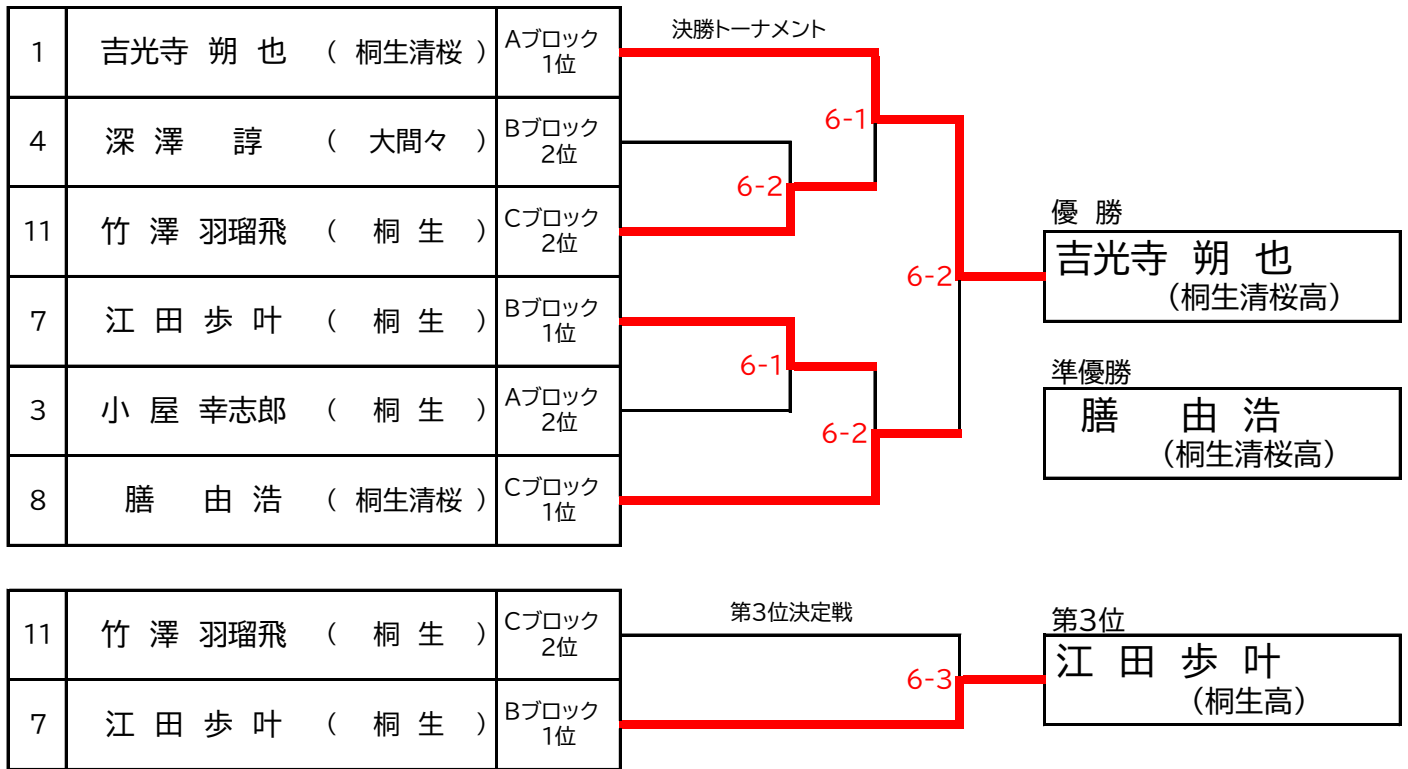 決勝トーナメント
1 吉光寺 朔 也 ( 桐生清桜 ) Aブロック 1位
4 深 澤 諄 ( 大間々 ) Bブロック 2位
11 竹 澤 羽瑠飛 ( 桐 生 ) Cブロック 2位
7 江 田 歩 叶 ( 桐 生 ) Bブロック 1位
3 小 屋 幸志郎 ( 桐 生 ) Aブロック 2位
8 膳 由 浩 ( 桐生清桜 ) Cブロック 1位
6-1
6-2
6-2
6-1
6-2
優 勝
吉光寺 朔 也
(桐生清桜高)
準優勝
膳 由 浩
(桐生清桜高)
第3位決定戦
11 竹 澤 羽瑠飛 ( 桐 生 ) Cブロック 2位
7 江 田 歩 叶 ( 桐 生 ) Bブロック 1位
6-3
第3位
江 田 歩 叶
(桐生高)